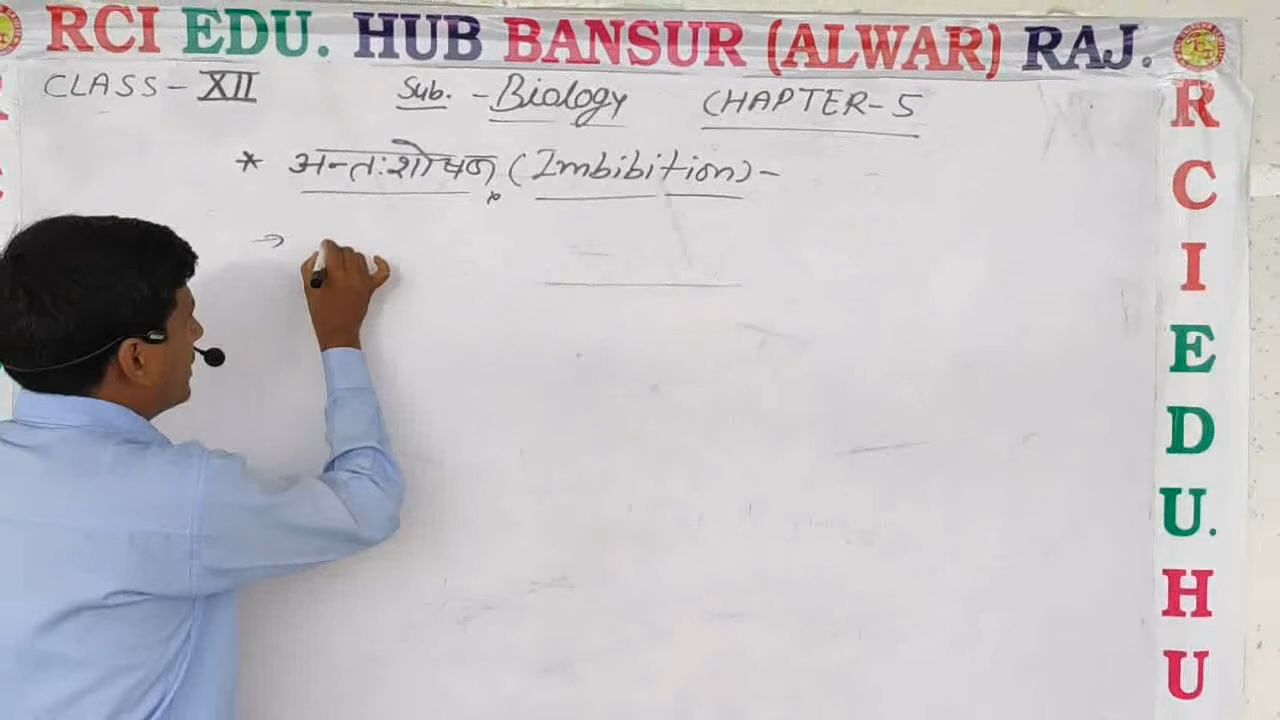 RCI EDU. HUB BANSUR (ALWAR) RAJ.
CLASS - XII Sub. - Biology CHAPTER - 5
* अन्तःशोषण (Imbibition) -
→
R
C
I
E
D
U.
H
U